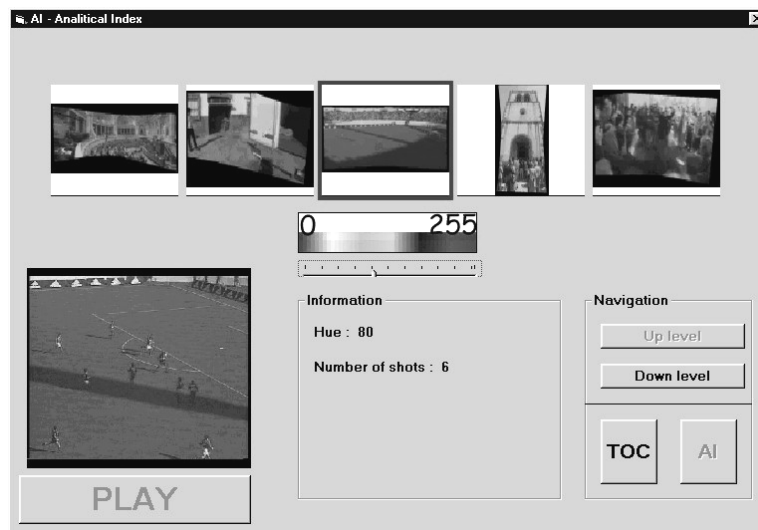 AI - Analitical Index
0 255
Information
Hue : 80
Number of shots : 6
Navigation
Up level
Down level
TOC
AI
PLAY